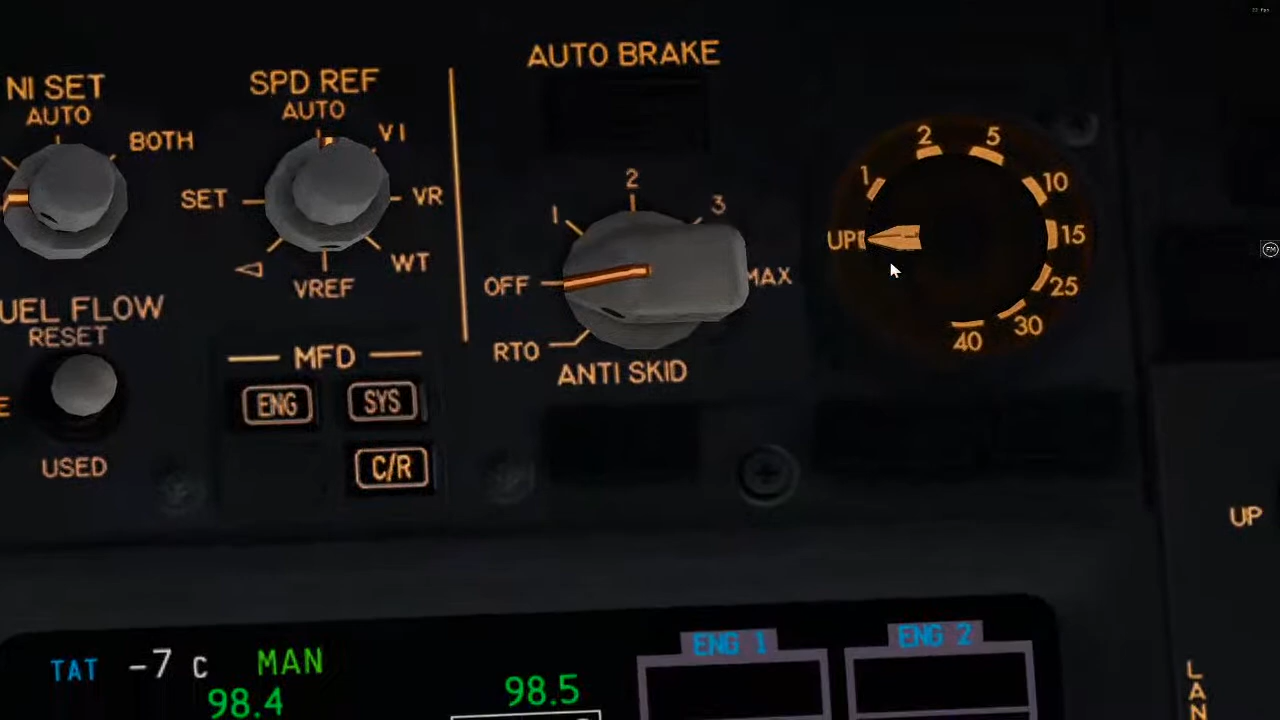 AUTO BRAKE
N1 SET
AUTO
BOTH
SPD REF
AUTO
V1
SET
VR
WT
VREF
1
2
3
OFF
MAX
RTO
ANTI SKID
UP
1
2
5
10
15
25
30
40
UEL FLOW
RESET
USED
MFD
ENG
SYS
C/R
UP
LAN
TAT -7 C MAN
98.4
98.5
ENG 1
ENG 2